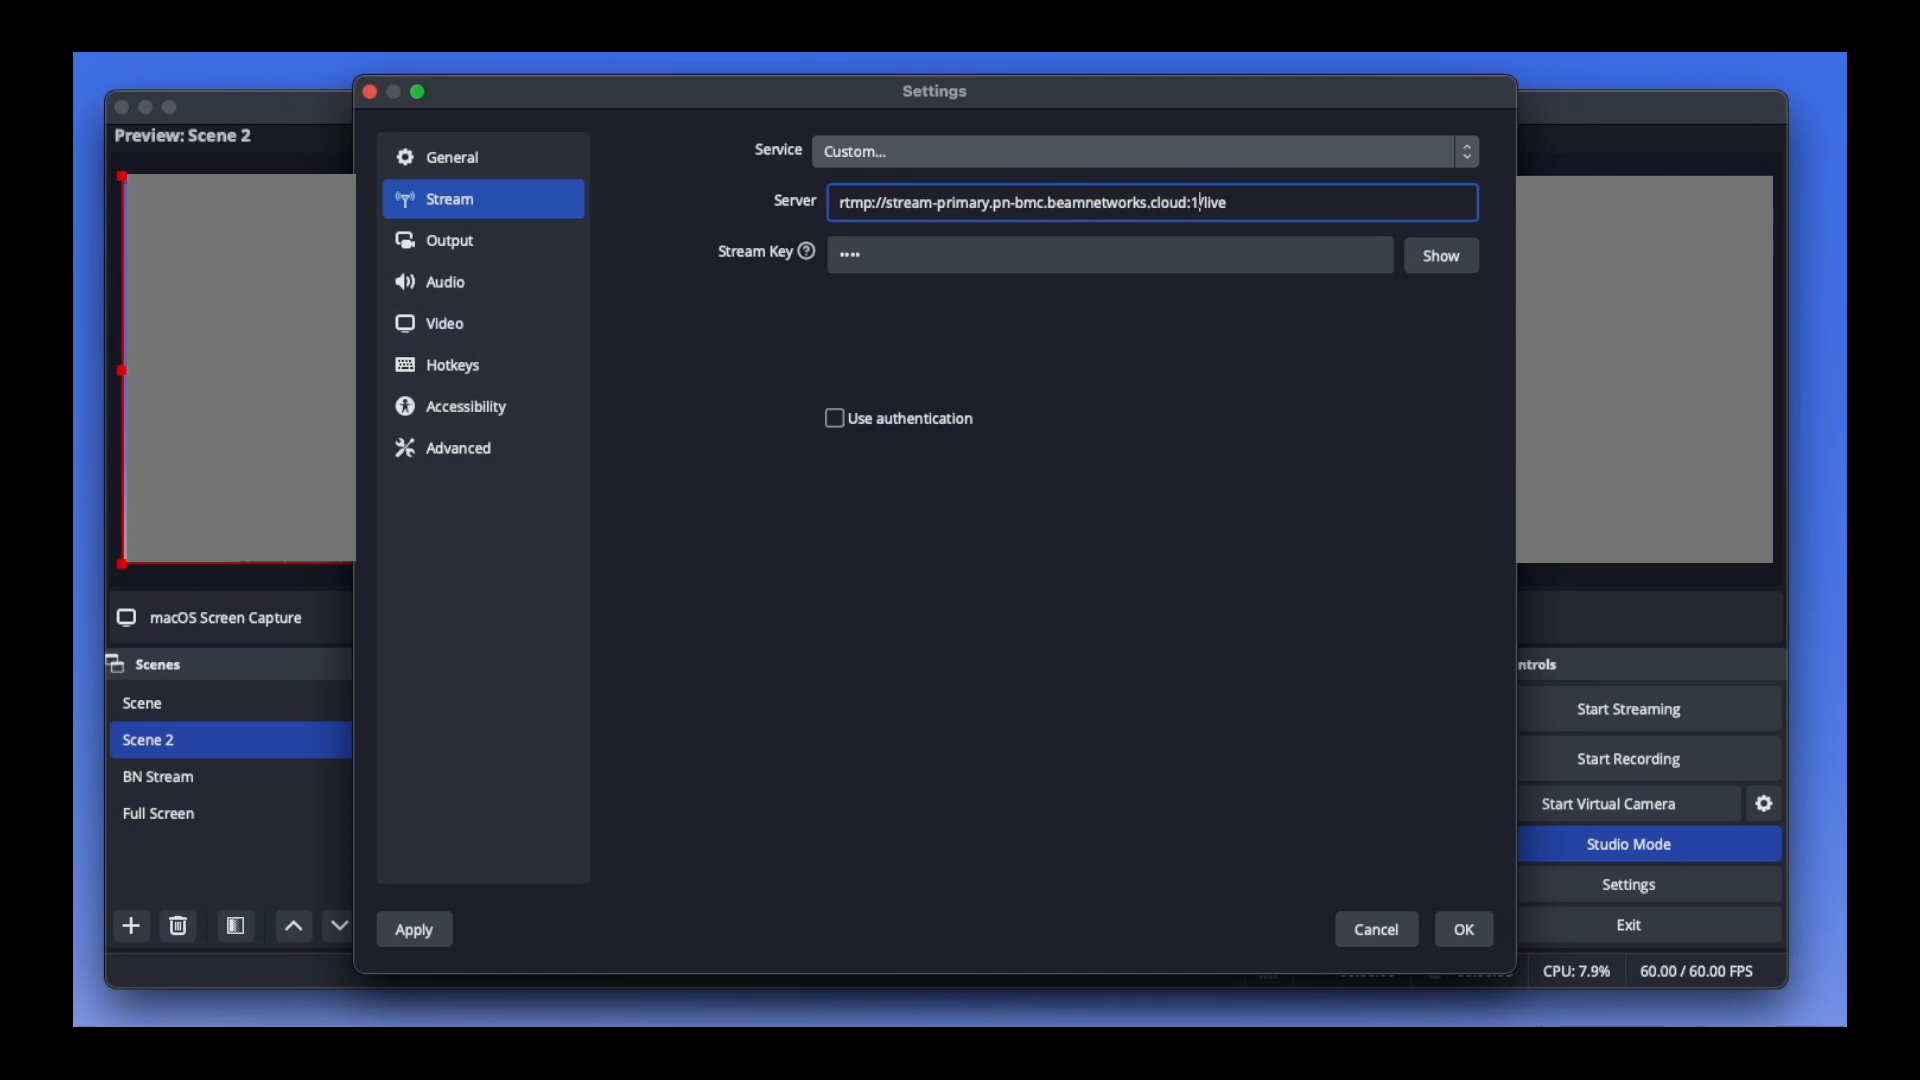 Settings
Preview: Scene 2
General
Stream
Output
Audio
Video
Hotkeys
Accessibility
Advanced
Service Custom...
Server rtmp://stream-primary.pn-bmc.beamnetworks.cloud:1/live
Stream Key ? •••• Show
Use authentication
macOS Screen Capture
Scenes
Scene
Scene 2
BN Stream
Full Screen
Apply
Cancel OK
ntrols
Start Streaming
Start Recording
Start Virtual Camera
Studio Mode
Settings
Exit
CPU: 7.9% 60.00 / 60.00 FPS